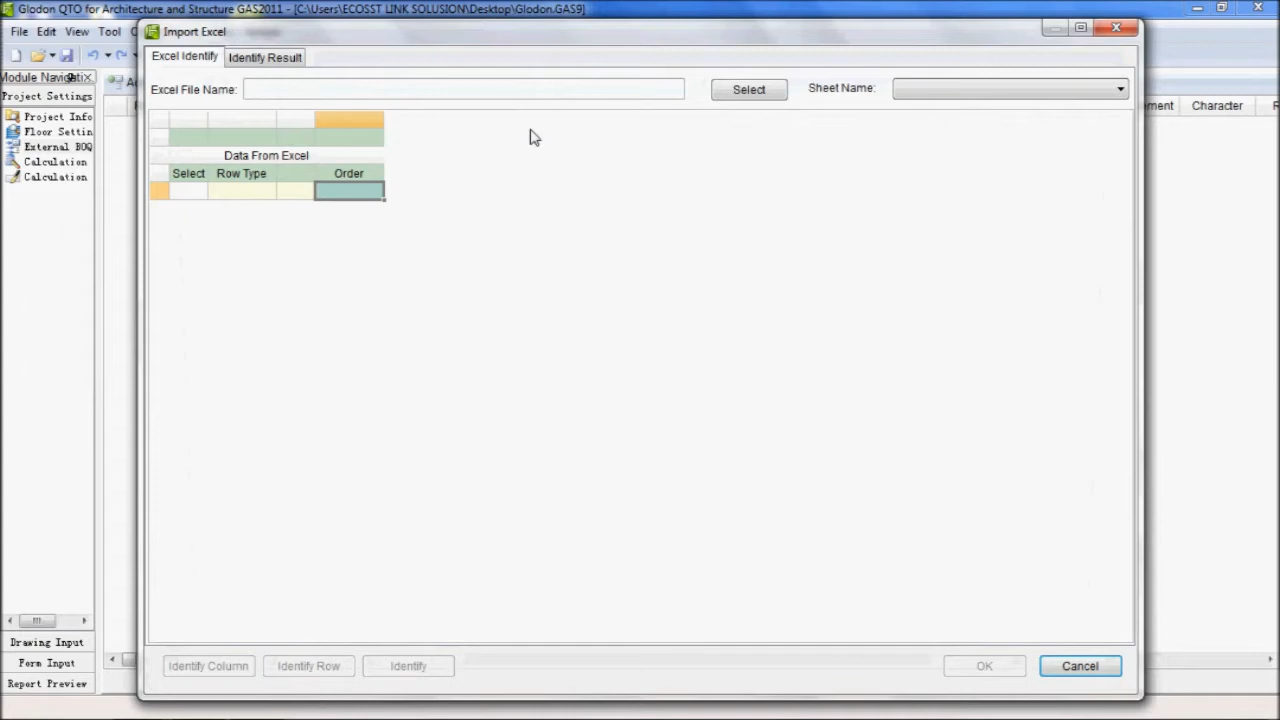 Glodon QTO for Architecture and Structure GAS2011 - [C:\Users\ECOSST LINK SOLUSION\Desktop\Glodon.GAS9]
File Edit View Tool
Import Excel
Excel Identify Identify Result
Module Navigatio
Project Settings
Project Info
Floor Settin
External BOQ
Calculation
Calculation
Excel File Name: Select Sheet Name:
Data From Excel
Select Row Type Order
Character
Drawing Input
Form Input
Report Preview
Identify Column Identify Row Identify OK Cancel